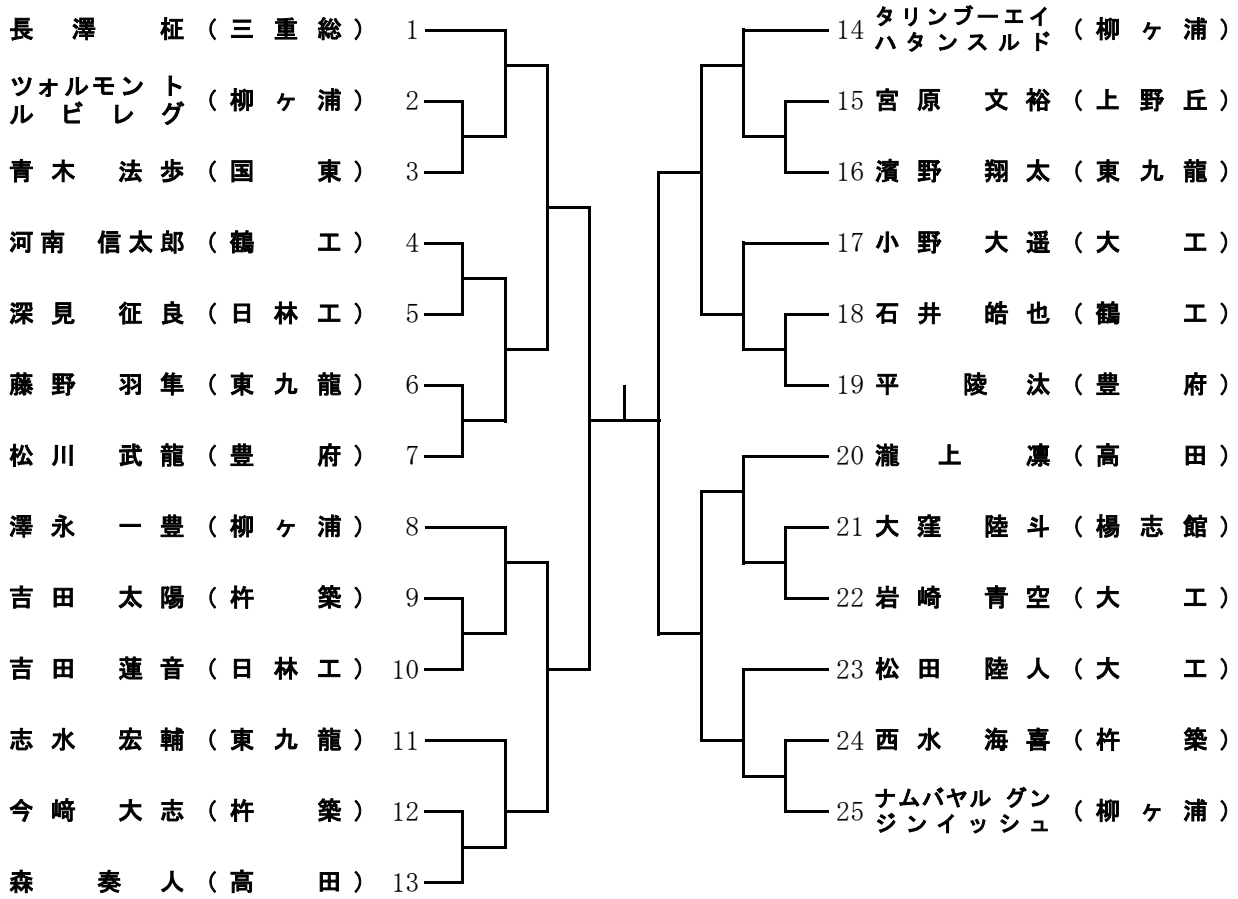 長澤 柾 (三重総) 1
ツォルモント
ルビレグ (柳ヶ浦) 2
青木 法歩 (国東) 3
河南 信太郎 (鶴工) 4
深見 征良 (日林工) 5
藤野 羽隼 (東九龍) 6
松川 武龍 (豊府) 7
澤永 一豊 (柳ヶ浦) 8
吉田 太陽 (杵築) 9
吉田 蓮音 (日林工) 10
志水 宏輔 (東九龍) 11
今﨑 大志 (杵築) 12
森 奏人 (高田) 13
14 タリンブーエイ
ハタンスルド (柳ヶ浦)
15 宮原 文裕 (上野丘)
16 濱野 翔太 (東九龍)
17 小野 大遥 (大工)
18 石井 皓也 (鶴工)
19 平 陵汰 (豊府)
20 瀧上 凛 (高田)
21 大窪 陸斗 (楊志館)
22 岩崎 青空 (大工)
23 松田 陸人 (大工)
24 西水 海喜 (杵築)
25 ナムバヤル グン
ジンイッシュ (柳ヶ浦)